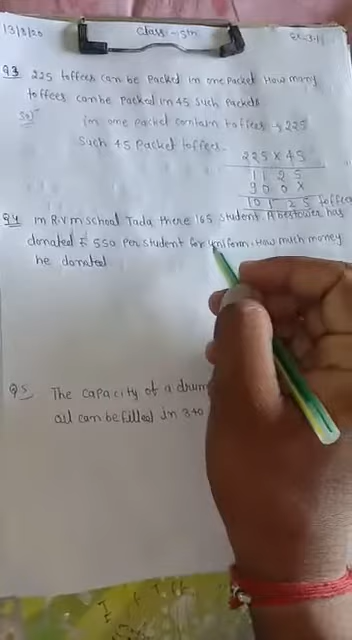 13/8/20 Class - 5th Ex-3.1
Q3 225 toffees can be packed in one packet How many
toffees can be packed in 45 such packets
Sol- In one packet contain toffees → 225
Such 45 packet toffees
225 x 45
1125
900x
10125 toffees
Q4 In R.V.M school Tada there 165 student. A bestower has
donated ₹ 550 per student for uniform. How much money
he donated
Q5 The capacity of a drum
oil can be filled in 340